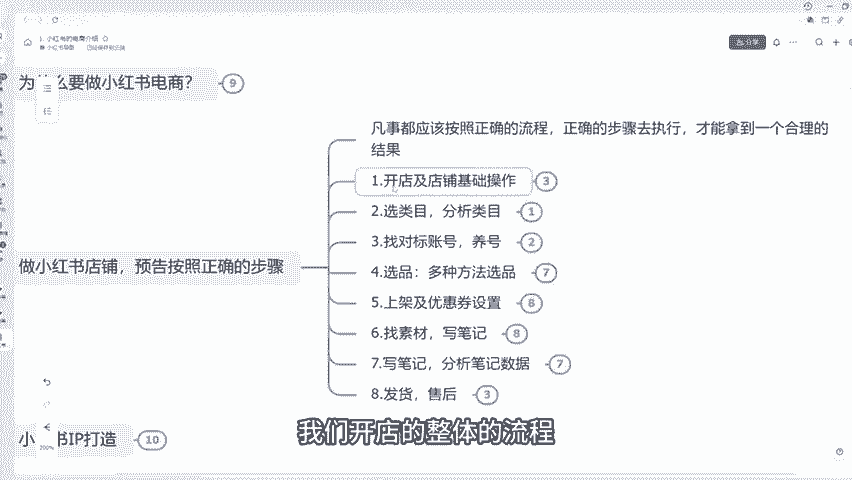 1. 小红书的电商介绍
分享
为什么要做小红书电商？ 9
凡事都应该按照正确的流程，正确的步骤去执行，才能拿到一个合理的
结果
1.开店及店铺基础操作 3
2.选类目，分析类目 1
3.找对标账号，养号 2
做小红书店铺，预告按照正确的步骤
4.选品：多种方法选品 7
5.上架及优惠券设置 6
6.找素材，写笔记 8
7.写笔记，分析笔记数据 7
8.发货，售后 3
小 书IP打造 10
我们开店的整体的流程
200%